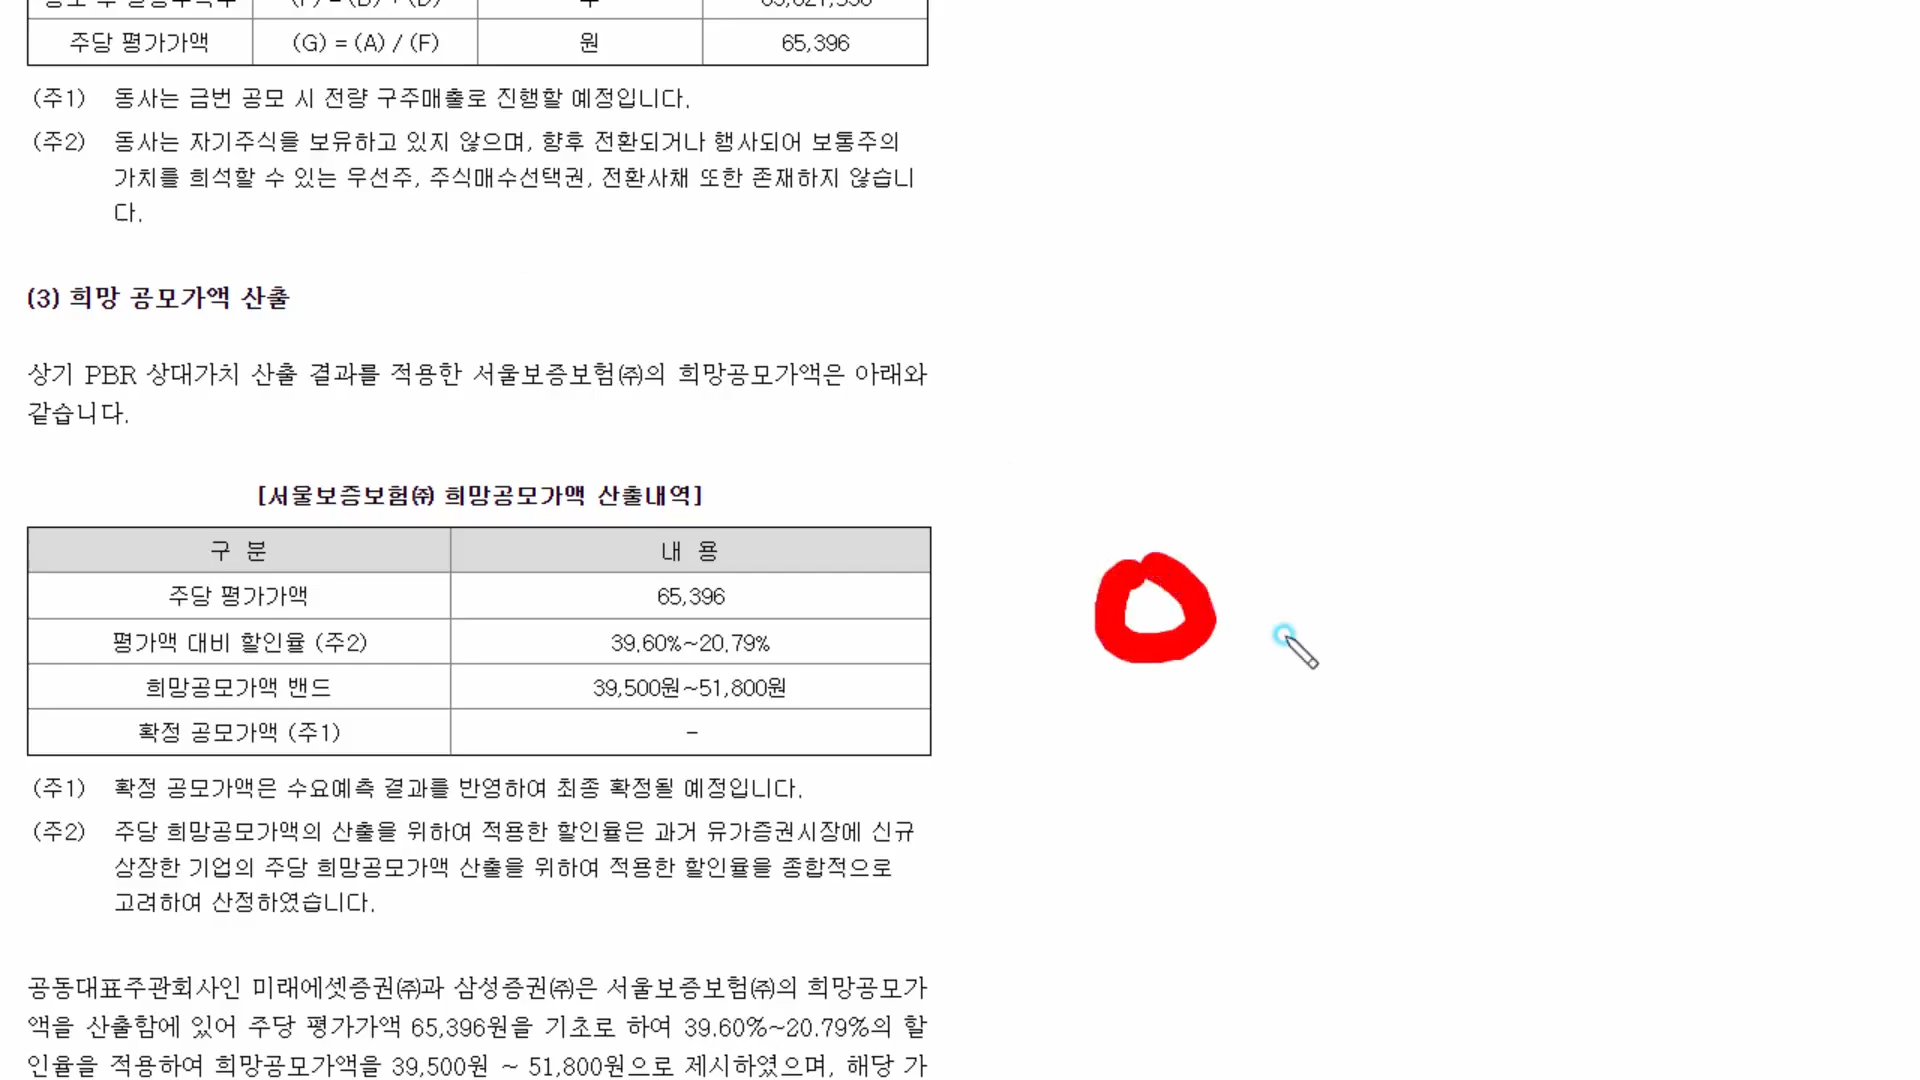 주당 평가가액 (G) = (A) / (F) 원 65,396
(주1) 동사는 금번 공모 시 전량 구주매출로 진행할 예정입니다.
(주2) 동사는 자기주식을 보유하고 있지 않으며, 향후 전환되거나 행사되어 보통주의
가치를 희석할 수 있는 우선주, 주식매수선택권, 전환사채 또한 존재하지 않습니
다.
(3) 희망 공모가액 산출
상기 PBR 상대가치 산출 결과를 적용한 서울보증보험㈜의 희망공모가액은 아래와
같습니다.
[서울보증보험㈜ 희망공모가액 산출내역]
구 분 내 용
주당 평가가액 65,396
평가액 대비 할인율 (주2) 39.60%~20.79%
희망공모가액 밴드 39,500원~51,800원
확정 공모가액 (주1) -
(주1) 확정 공모가액은 수요예측 결과를 반영하여 최종 확정될 예정입니다.
(주2) 주당 희망공모가액의 산출을 위하여 적용한 할인율은 과거 유가증권시장에 신규
상장한 기업의 주당 희망공모가액 산출을 위하여 적용한 할인율을 종합적으로
고려하여 산정하였습니다.
공동대표주관회사인 미래에셋증권㈜과 삼성증권㈜은 서울보증보험㈜의 희망공모가
액을 산출함에 있어 주당 평가가액 65,396원을 기초로 하여 39.60%~20.79%의 할
인율을 적용하여 희망공모가액을 39,500원 ~ 51,800원으로 제시하였으며, 해당 가